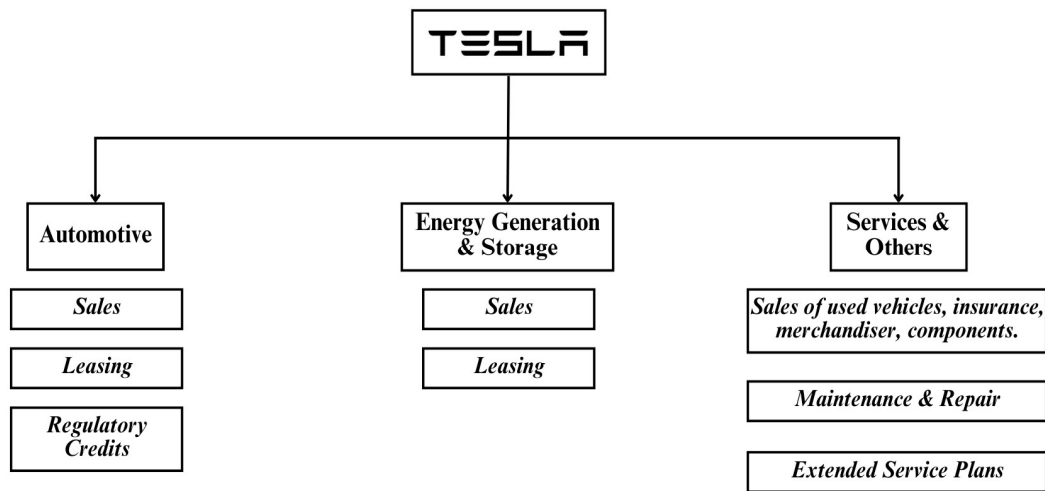 TESLA
Automotive
Sales
Leasing
Regulatory
Credits
Energy Generation
& Storage
Sales
Leasing
Services &
Others
Sales of used vehicles, insurance,
merchandiser, components.
Maintenance & Repair
Extended Service Plans